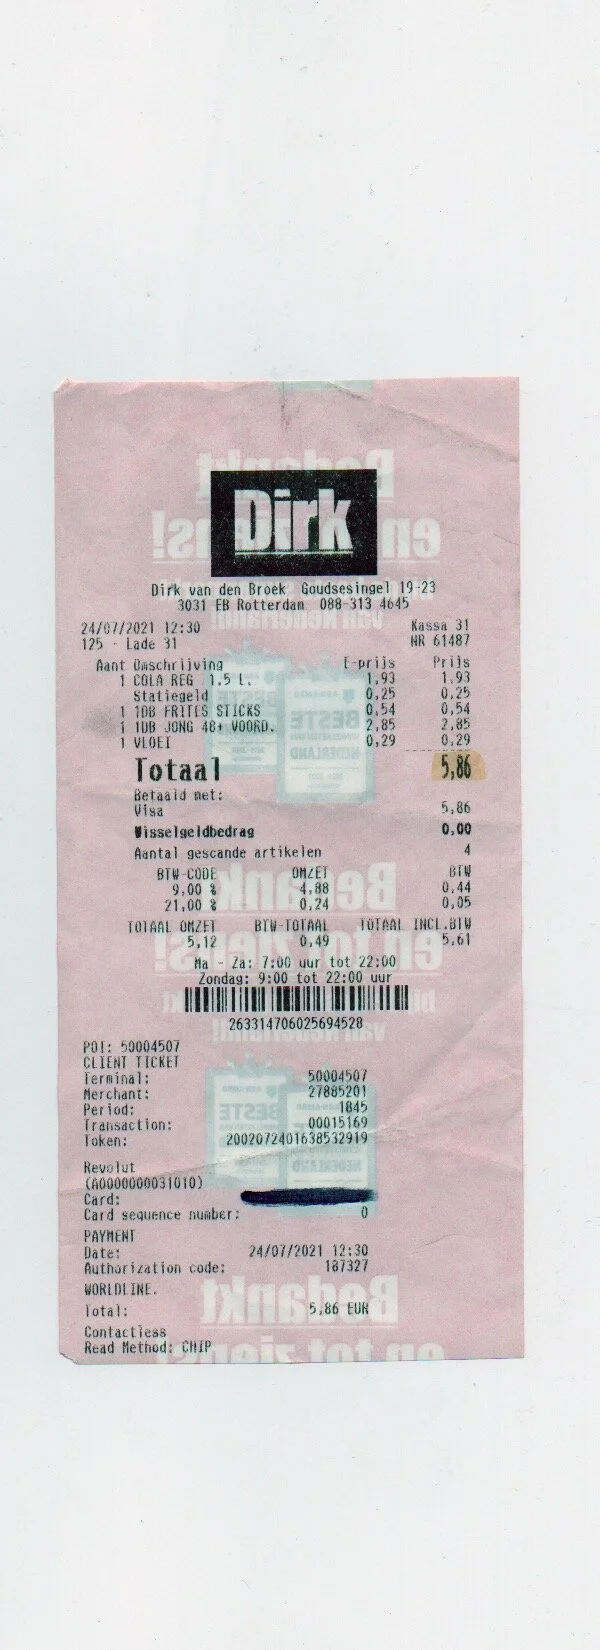 Dirk
Dirk van den Broek Goudsesingel 19-23
3031 EB Rotterdam 088-313 4645
24/07/2021 12:30 Kassa 31
125 - Lade 31 NR 61487
Aant Omschrijving E-prijs Prijs
1 COLA REG 1.5 L. 1,93 1,93
Statiegeld 0,25 0,25
1 1DB FRITES STICKS 0,54 0,54
1 1DB JONG 48+ VOORD. 2,85 2,85
1 VLOEI 0,29 0,29
Totaal 5,86
Betaald met:
Visa 5,86
Wisselgeldbedrag 0,00
Aantal gescande artikelen 4
BTW-CODE OMZET BTW
9,00 % 4,88 0,44
21,00 % 0,24 0,05
TOTAAL OMZET BTW-TOTAAL TOTAAL INCL.BTW
5,12 0,49 5,61
Ma - Za: 7:00 uur tot 22:00
Zondag: 9:00 tot 22:00 uur
263314706025694528
POI: 50004507
CLIENT TICKET
Terminal: 50004507
Merchant: 27885201
Period: 1845
Transaction: 00015169
Token: 2002072401638532919
Revolut
(A0000000031010)
Card:
Card sequence number: 0
PAYMENT
Date: 24/07/2021 12:30
Authorization code: 187327
WORLDLINE.
Total: 5,86 EUR
Contactless
Read Method: CHIP